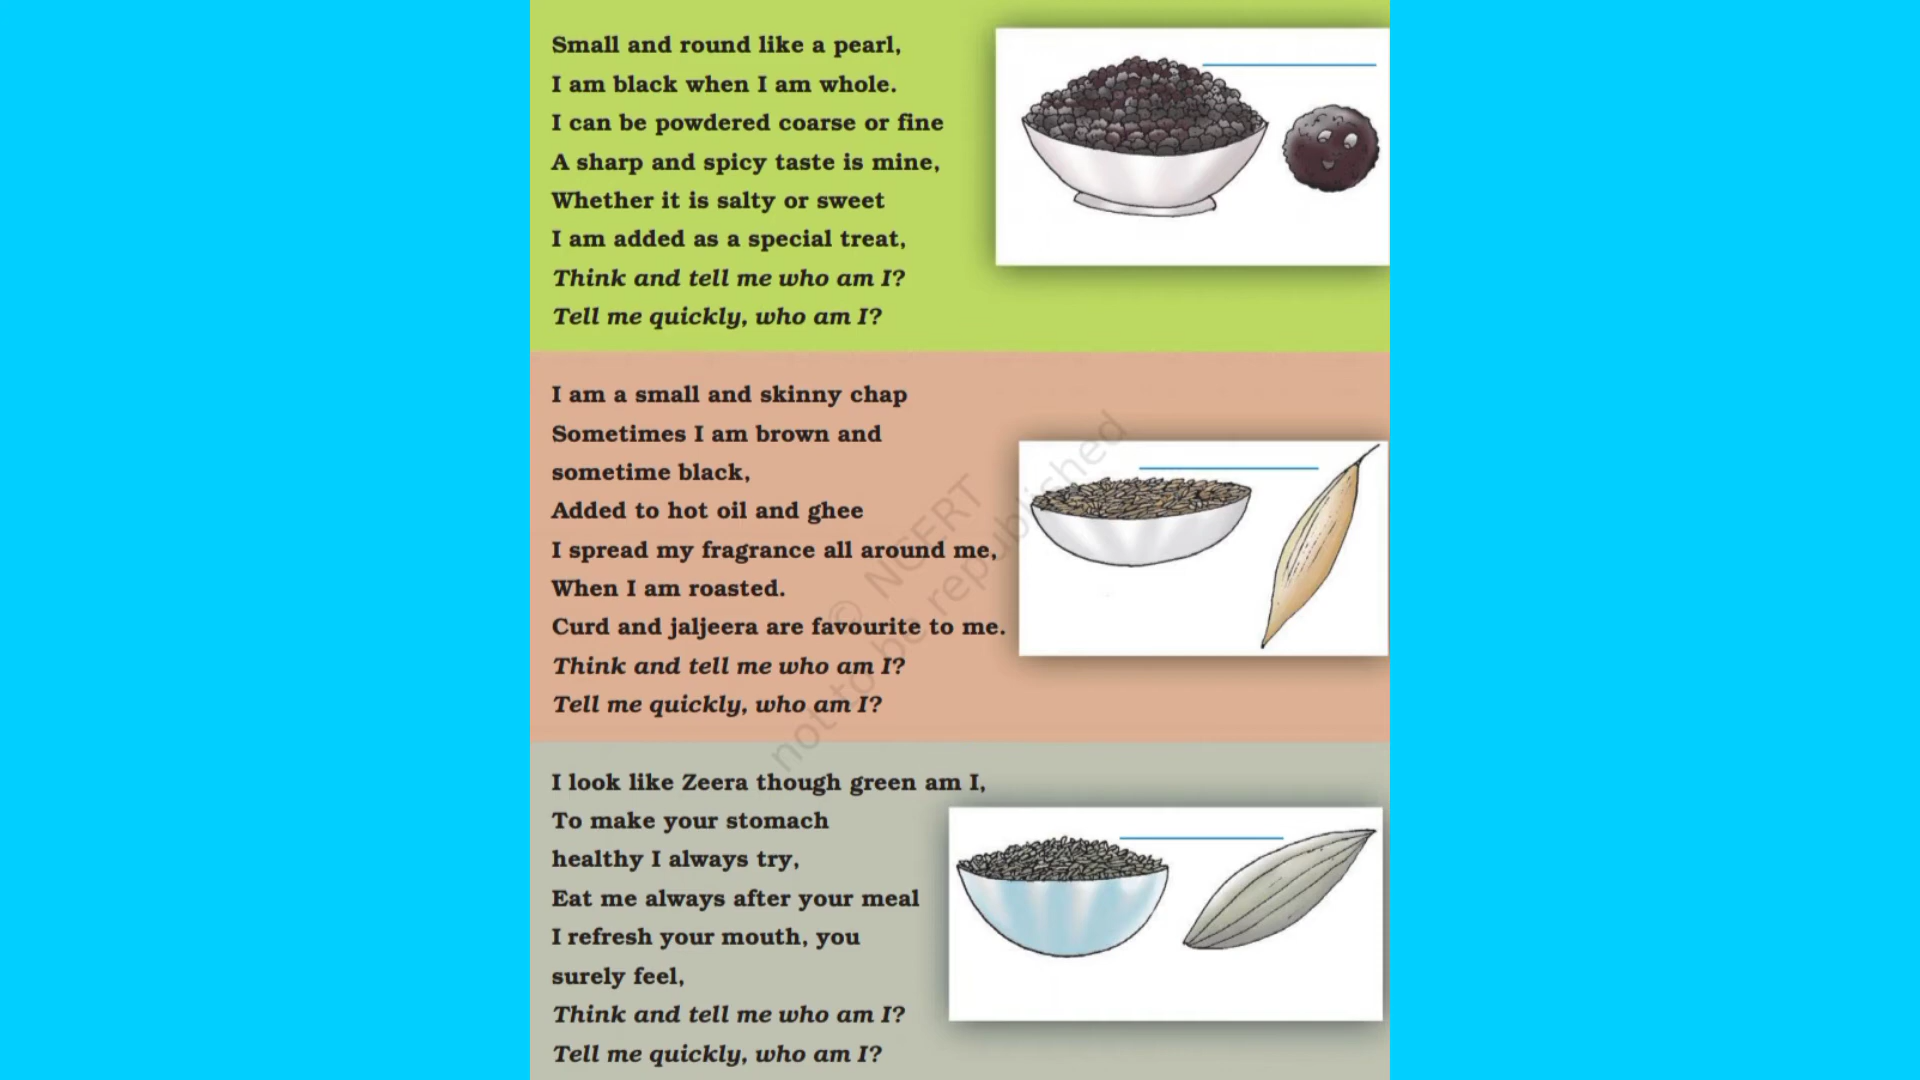 Small and round like a pearl,
I am black when I am whole.
I can be powdered coarse or fine
A sharp and spicy taste is mine,
Whether it is salty or sweet
I am added as a special treat,
Think and tell me who am I?
Tell me quickly, who am I?
I am a small and skinny chap
Sometimes I am brown and
sometime black,
Added to hot oil and ghee
I spread my fragrance all around me,
When I am roasted.
Curd and jaljeera are favourite to me.
Think and tell me who am I?
Tell me quickly, who am I?
I look like Zeera though green am I,
To make your stomach
healthy I always try,
Eat me always after your meal
I refresh your mouth, you
surely feel,
Think and tell me who am I?
Tell me quickly, who am I?
© NCERT
not to be republished